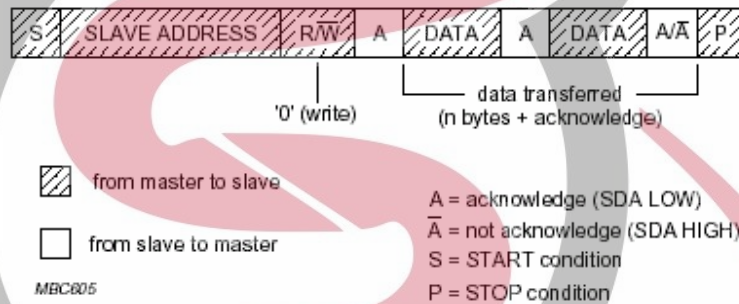 S SLAVE ADDRESS R/W̅ A DATA A DATA A/A̅ P
'0' (write)
data transferred
(n bytes + acknowledge)
from master to slave
from slave to master
A = acknowledge (SDA LOW)
A̅ = not acknowledge (SDA HIGH)
S = START condition
P = STOP condition
MBC605